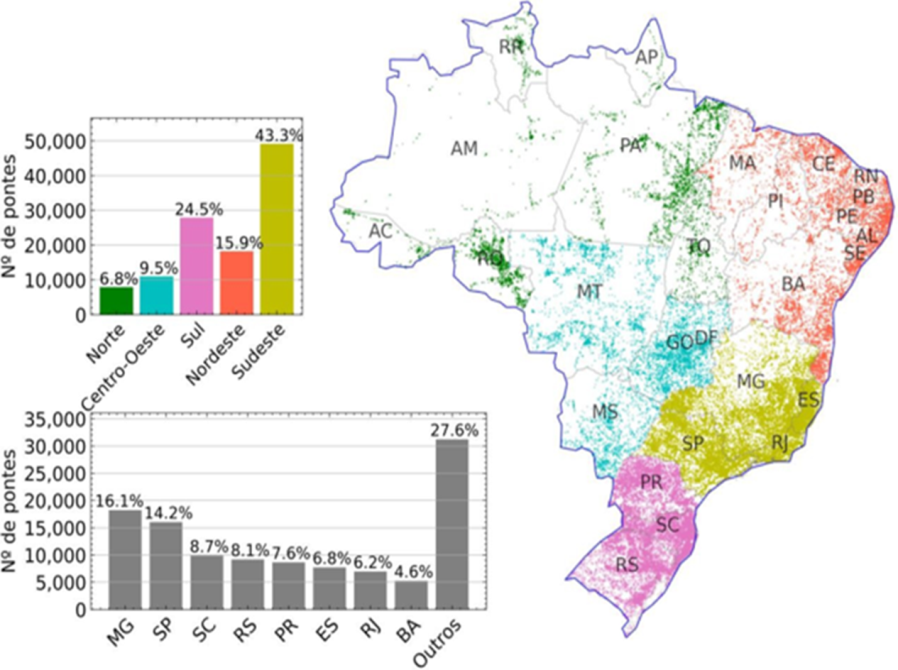 Nº de pontes
50,000
40,000
30,000
20,000
10,000
0
6.8%
9.5%
24.5%
15.9%
43.3%
Norte
Centro-Oeste
Sul
Nordeste
Sudeste
Nº de pontes
35,000
30,000
25,000
20,000
15,000
10,000
5,000
0
16.1%
14.2%
8.7%
8.1%
7.6%
6.8%
6.2%
4.6%
27.6%
MG
SP
SC
RS
PR
ES
RJ
BA
Outros
RR
AP
AM
PA
MA
CE
RN
PB
PI
PE
AL
SE
AC
RO
TO
BA
MT
GO
DF
MG
ES
MS
SP
RJ
PR
SC
RS